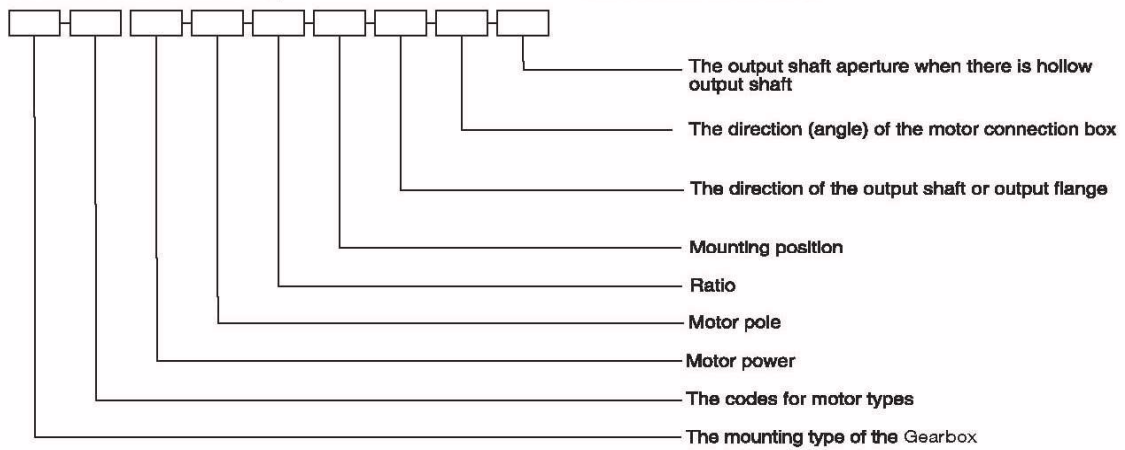 The output shaft aperture when there is hollow
output shaft
The direction (angle) of the motor connection box
The direction of the output shaft or output flange
Mounting position
Ratio
Motor pole
Motor power
The codes for motor types
The mounting type of the Gearbox